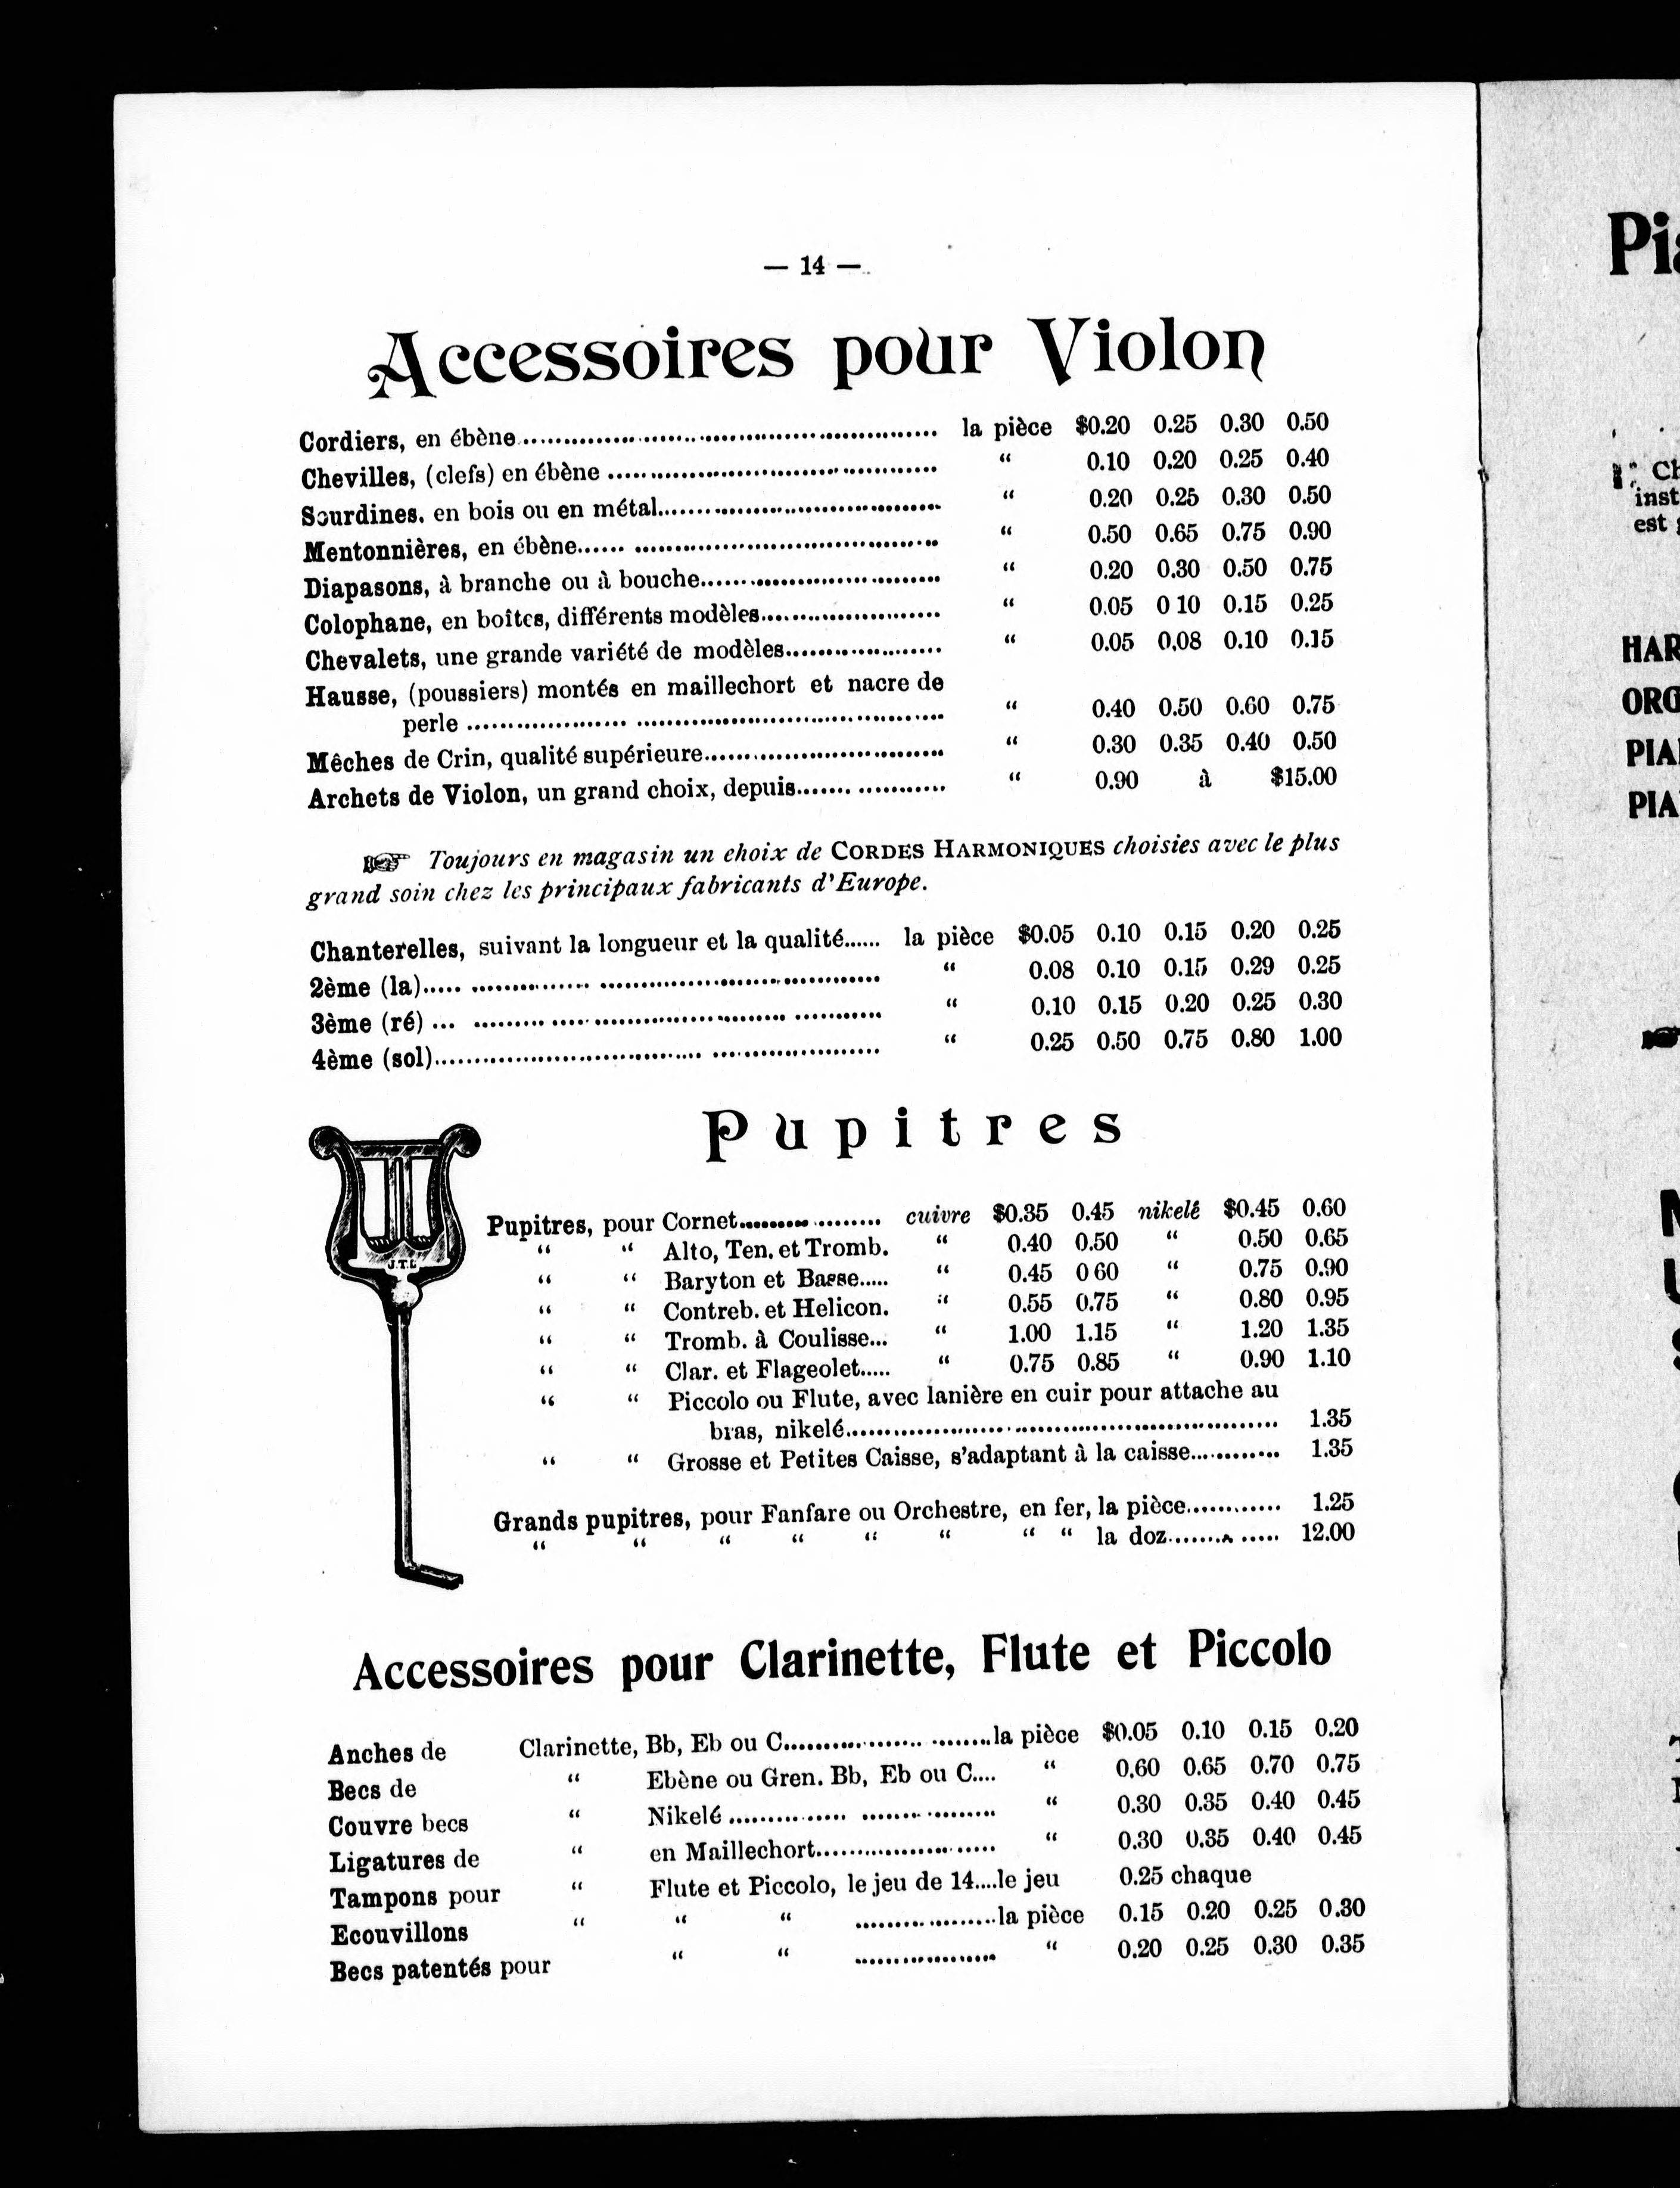 — 14 —
Accessoires pour Violon
Cordiers, en ébène........ la pièce $0.20 0.25 0.30 0.50
Chevilles, (clefs) en ébène ........ “ 0.10 0.20 0.25 0.40
Sourdines. en bois ou en métal........ “ 0.20 0.25 0.30 0.50
Mentonnières, en ébène........ “ 0.50 0.65 0.75 0.90
Diapasons, à branche ou à bouche........ “ 0.20 0.30 0.50 0.75
Colophane, en boîtes, différents modèles........ “ 0.05 0 10 0.15 0.25
Chevalets, une grande variété de modèles........ “ 0.05 0.08 0.10 0.15
Hausse, (poussiers) montés en maillechort et nacre de
perle ........ “ 0.40 0.50 0.60 0.75
Mêches de Crin, qualité supérieure........ “ 0.30 0.35 0.40 0.50
Archets de Violon, un grand choix, depuis........ “ 0.90 à $15.00
☞ Toujours en magasin un choix de CORDES HARMONIQUES choisies avec le plus
grand soin chez les principaux fabricants d'Europe.
Chanterelles, suivant la longueur et la qualité...... la pièce $0.05 0.10 0.15 0.20 0.25
2ème (la)........ “ 0.08 0.10 0.15 0.29 0.25
3ème (ré) ........ “ 0.10 0.15 0.20 0.25 0.30
4ème (sol)........ “ 0.25 0.50 0.75 0.80 1.00
Pupitres
J.T.L
Pupitres, pour Cornet........ cuivre $0.35 0.45 nikelé $0.45 0.60
“ “ Alto, Ten. et Tromb. “ 0.40 0.50 “ 0.50 0.65
“ “ Baryton et Basse..... “ 0.45 0 60 “ 0.75 0.90
“ “ Contreb. et Helicon. “ 0.55 0.75 “ 0.80 0.95
“ “ Tromb. à Coulisse... “ 1.00 1.15 “ 1.20 1.35
“ “ Clar. et Flageolet..... “ 0.75 0.85 “ 0.90 1.10
“ “ Piccolo ou Flute, avec lanière en cuir pour attache au
bras, nikelé........ 1.35
“ “ Grosse et Petites Caisse, s'adaptant à la caisse........ 1.35
Grands pupitres, pour Fanfare ou Orchestre, en fer, la pièce........ 1.25
“ “ “ “ “ “ “ “ la doz........ 12.00
Accessoires pour Clarinette, Flute et Piccolo
Anches de Clarinette, Bb, Eb ou C........la pièce $0.05 0.10 0.15 0.20
Becs de “ Ebène ou Gren. Bb, Eb ou C.... “ 0.60 0.65 0.70 0.75
Couvre becs “ Nikelé ........ “ 0.30 0.35 0.40 0.45
Ligatures de “ en Maillechort........ “ 0.30 0.35 0.40 0.45
Tampons pour “ Flute et Piccolo, le jeu de 14....le jeu 0.25 chaque
Ecouvillons “ “ “ ........la pièce 0.15 0.20 0.25 0.30
Becs patentés pour “ “ ........ “ 0.20 0.25 0.30 0.35
inst
est
HAR